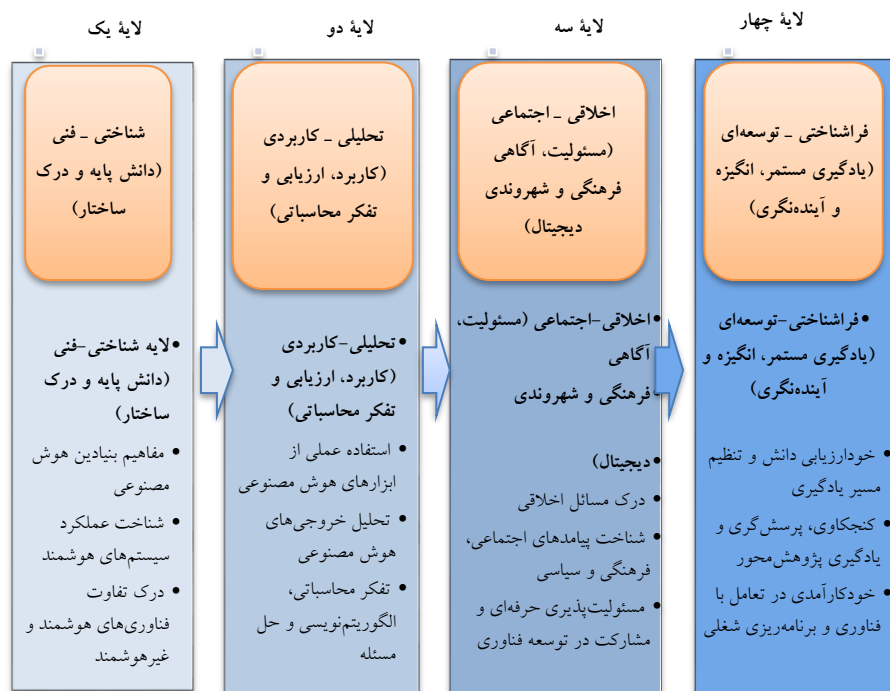 لایهٔ یک
شناختی ـ فنی
(دانش پایه و درک
ساختار)
•لایه شناختی-فنی
(دانش پایه و درک
ساختار)
• مفاهیم بنیادین هوش
مصنوعی
• شناخت عملکرد
سیستم‌های هوشمند
• درک تفاوت
فناوری‌های هوشمند و
غیرهوشمند
لایهٔ دو
تحلیلی ـ کاربردی
(کاربرد، ارزیابی و
تفکر محاسباتی)
•تحلیلی-کاربردی
(کاربرد، ارزیابی و
تفکر محاسباتی)
• استفاده عملی از
ابزارهای هوش مصنوعی
• تحلیل خروجی‌های
هوش مصنوعی
• تفکر محاسباتی،
الگوریتم‌نویسی و حل
مسئله
لایهٔ سه
اخلاقی ـ اجتماعی
(مسئولیت، آگاهی
فرهنگی و شهروندی
دیجیتال)
•اخلاقی-اجتماعی (مسئولیت،
آگاهی
• فرهنگی و شهروندی
• دیجیتال)
• درک مسائل اخلاقی
• شناخت پیامدهای اجتماعی،
فرهنگی و سیاسی
• مسئولیت‌پذیری حرفه‌ای و
مشارکت در توسعه فناوری
لایهٔ چهار
فراشناختی ـ توسعه‌ای
(یادگیری مستمر، انگیزه
و آینده‌نگری)
•فراشناختی-توسعه‌ای
(یادگیری مستمر، انگیزه و
آینده‌نگری)
• خودارزیابی دانش و تنظیم
مسیر یادگیری
• کنجکاوی، پرسش‌گری و
یادگیری پژوهش‌محور
• خودکارآمدی در تعامل با
فناوری و برنامه‌ریزی شغلی